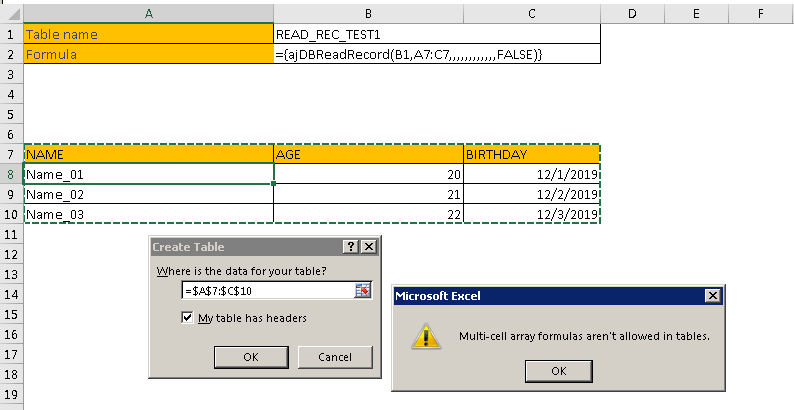 A B C D E F
1 Table name READ_REC_TEST1
2 Formula ={ajDBReadRecord(B1,A7:C7,,,,,,,,,,,,FALSE)}
3
4
5
6
7 NAME AGE BIRTHDAY
8 Name_01 20 12/1/2019
9 Name_02 21 12/2/2019
10 Name_03 22 12/3/2019
11
12
13
14
15
16
17
18
19
Create Table
Where is the data for your table?
=$A$7:$C$10
My table has headers
OK Cancel
Microsoft Excel
Multi-cell array formulas aren't allowed in tables.
OK